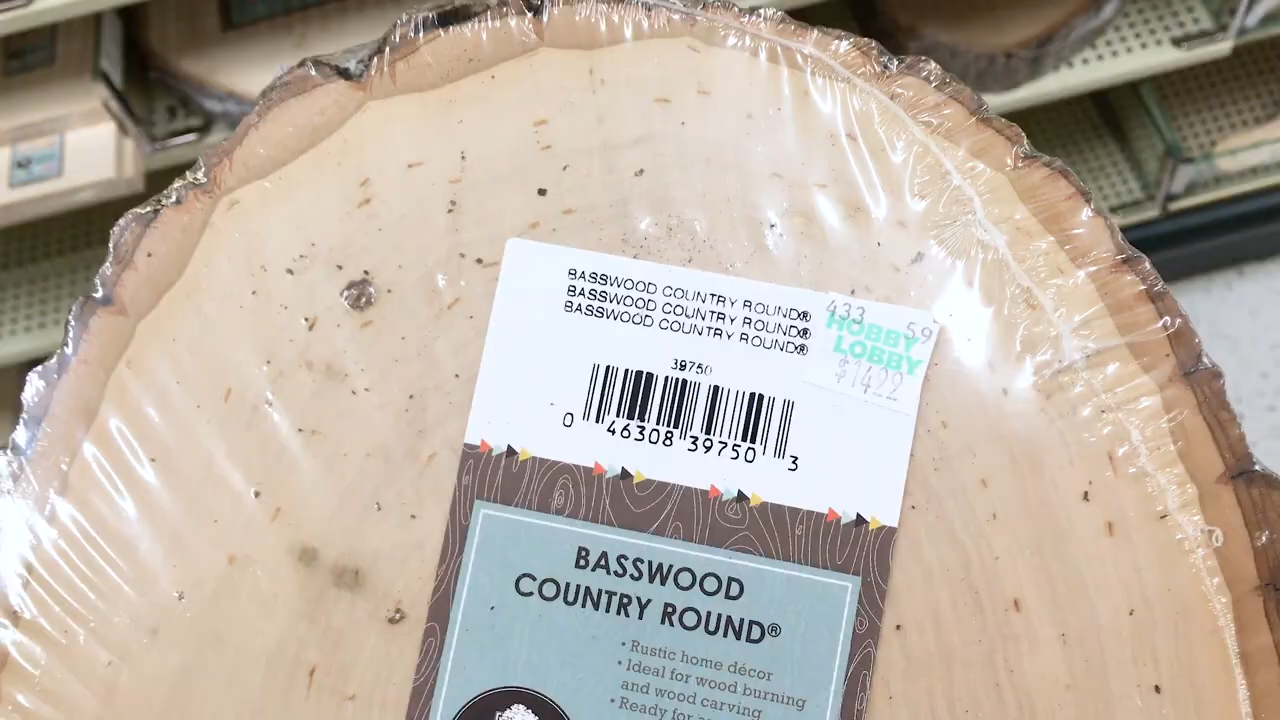 BASSWOOD COUNTRY ROUND®
BASSWOOD COUNTRY ROUND®
BASSWOOD COUNTRY ROUND®
433 59
HOBBY
LOBBY
$14.29
39750
0 46308 39750 3
BASSWOOD
COUNTRY ROUND®
• Rustic home décor
• Ideal for wood burning
and wood carving
• Ready for